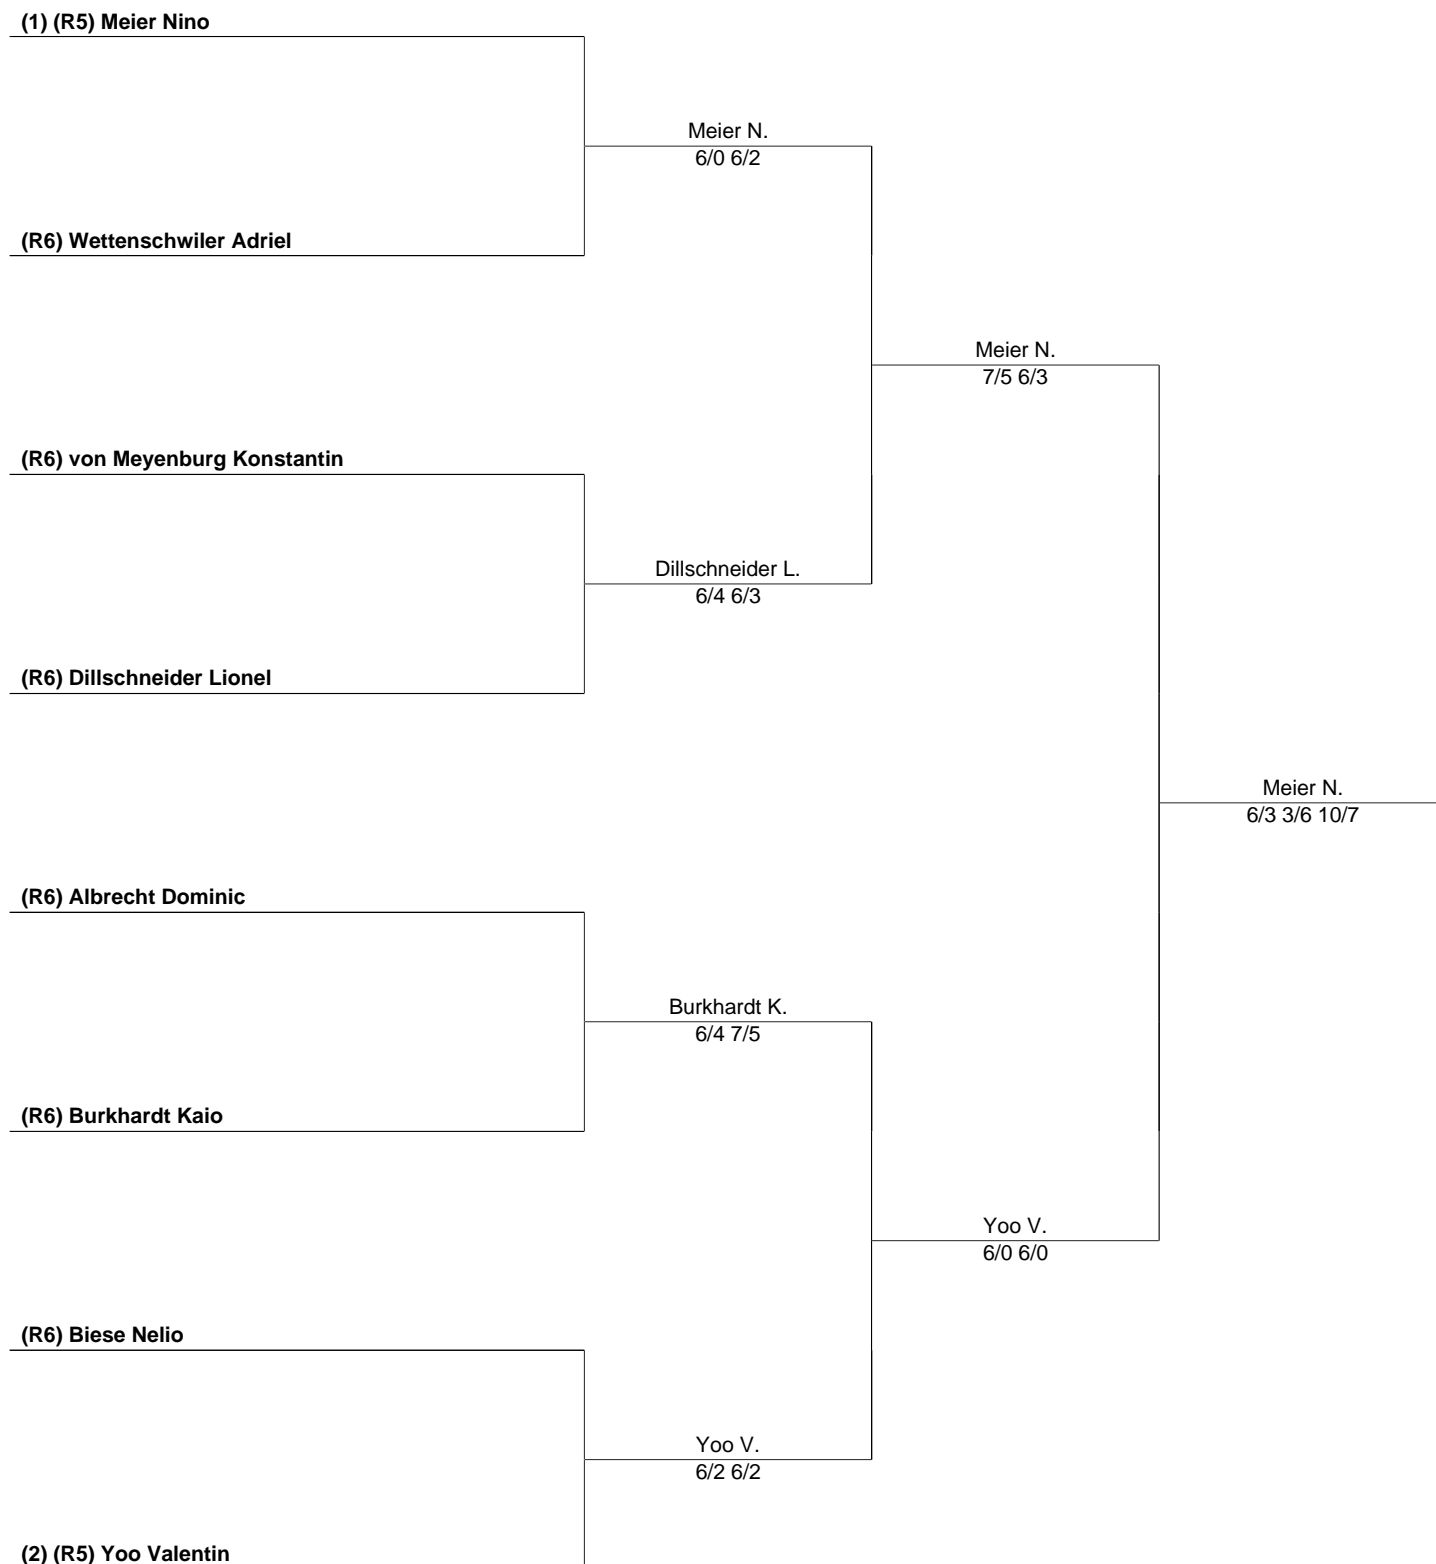 (1) (R5) Meier Nino
Meier N.
6/0 6/2
(R6) Wettenschwiler Adriel
Meier N.
7/5 6/3
(R6) von Meyenburg Konstantin
Dillschneider L.
6/4 6/3
(R6) Dillschneider Lionel
Meier N.
6/3 3/6 10/7
(R6) Albrecht Dominic
Burkhardt K.
6/4 7/5
(R6) Burkhardt Kaio
Yoo V.
6/0 6/0
(R6) Biese Nelio
Yoo V.
6/2 6/2
(2) (R5) Yoo Valentin